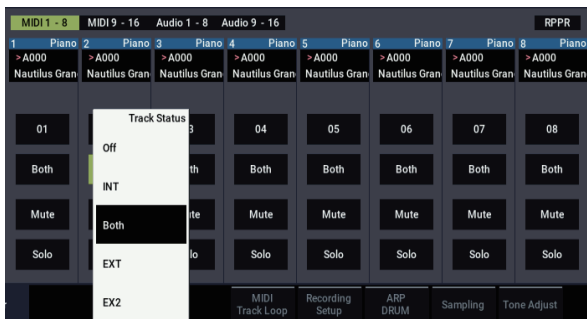 MIDI 1 - 8 MIDI 9 - 16 Audio 1 - 8 Audio 9 - 16 RPPR
1 Piano 2 Piano 3 Piano 4 Piano 5 Piano 6 Piano 7 Piano 8 Piano
>A000 >A000 >A000 >A000 >A000 >A000 >A000 >A000
Nautilus Gran Nautilus Gran Nautilus Gran Nautilus Gran Nautilus Gran Nautilus Gran Nautilus Gran Nautilus Gran
Track Status
Off
INT
Both
EXT
EX2
01 04 05 06 07 08
Both Both Both Both Both Both
Mute Mute Mute Mute Mute Mute
Solo Solo Solo Solo Solo Solo
MIDI Track Loop
Recording Setup
ARP DRUM
Sampling
Tone Adjust